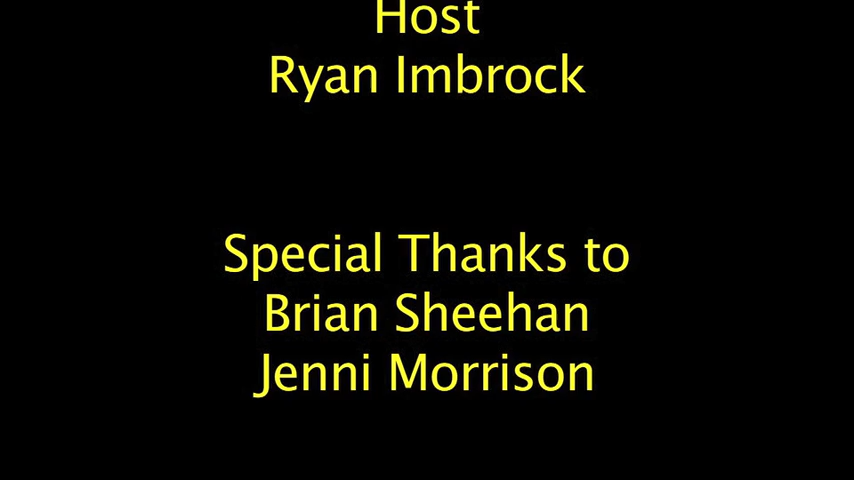 Host
Ryan Imbrock
Special Thanks to
Brian Sheehan
Jenni Morrison